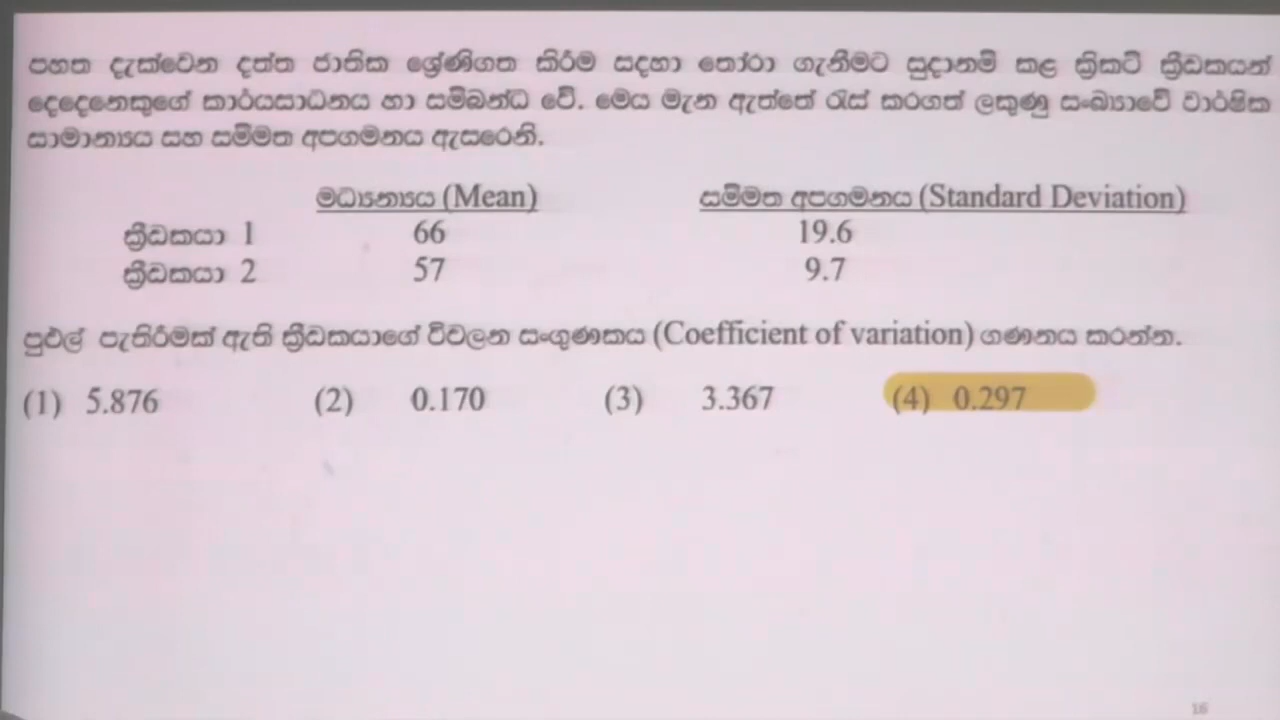 පහත දැක්වෙන දත්ත ජාතික ශ්‍රේණිගත කිරීම සඳහා තෝරා ගැනීමට සූදානම් කළ ක්‍රිකට් ක්‍රීඩකයන්
දෙදෙනෙකුගේ කාර්යසාධනය හා සම්බන්ධ වේ. මෙය මැන ඇත්තේ රැස් කරගත් ලකුණු සංඛ්‍යාවේ වාර්ෂික
සාමාන්‍යය සහ සම්මත අපගමනය ඇසුරෙනි.
මධ්‍යන්‍යය (Mean) සම්මත අපගමනය (Standard Deviation)
ක්‍රීඩකයා 1 66 19.6
ක්‍රීඩකයා 2 57 9.7
පුළුල් පැතිරීමක් ඇති ක්‍රීඩකයාගේ විචලන සංගුණකය (Coefficient of variation) ගණනය කරන්න.
(1) 5.876 (2) 0.170 (3) 3.367 (4) 0.297
16